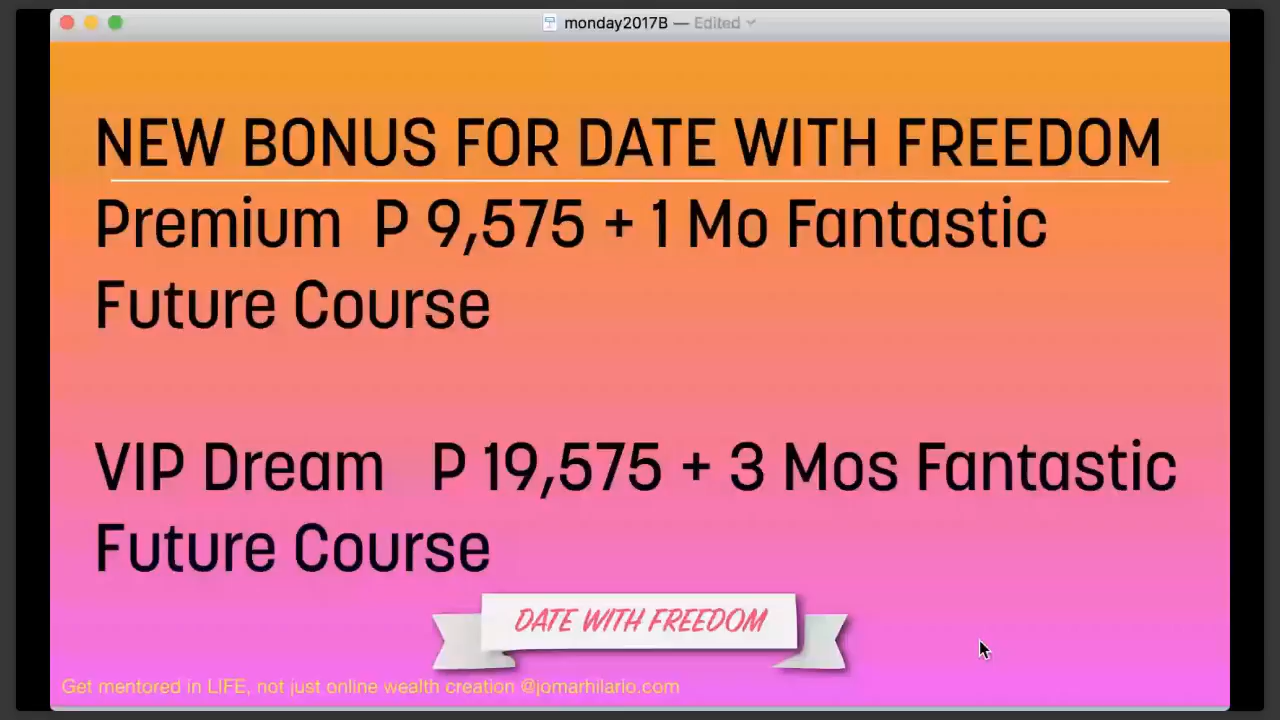 monday2017B — Edited
NEW BONUS FOR DATE WITH FREEDOM
Premium P 9,575 + 1 Mo Fantastic
Future Course
VIP Dream P 19,575 + 3 Mos Fantastic
Future Course
DATE WITH FREEDOM
Get mentored in LIFE, not just online wealth creation @jomarhilario.com